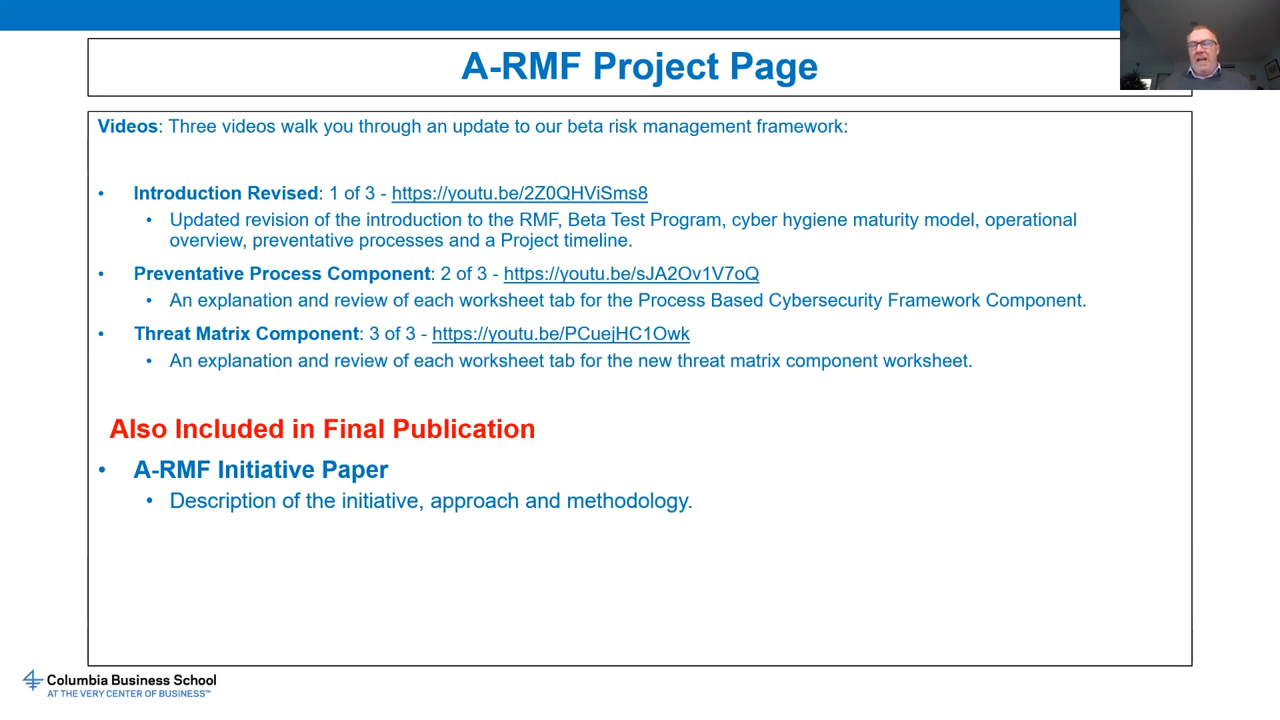 A-RMF Project Page
Videos: Three videos walk you through an update to our beta risk management framework:
• Introduction Revised: 1 of 3 - https://youtu.be/2Z0QHViSms8
• Updated revision of the introduction to the RMF, Beta Test Program, cyber hygiene maturity model, operational
overview, preventative processes and a Project timeline.
• Preventative Process Component: 2 of 3 - https://youtu.be/sJA2Ov1V7oQ
• An explanation and review of each worksheet tab for the Process Based Cybersecurity Framework Component.
• Threat Matrix Component: 3 of 3 - https://youtu.be/PCuejHC1Owk
• An explanation and review of each worksheet tab for the new threat matrix component worksheet.
Also Included in Final Publication
• A-RMF Initiative Paper
• Description of the initiative, approach and methodology.
Columbia Business School
AT THE VERY CENTER OF BUSINESS™